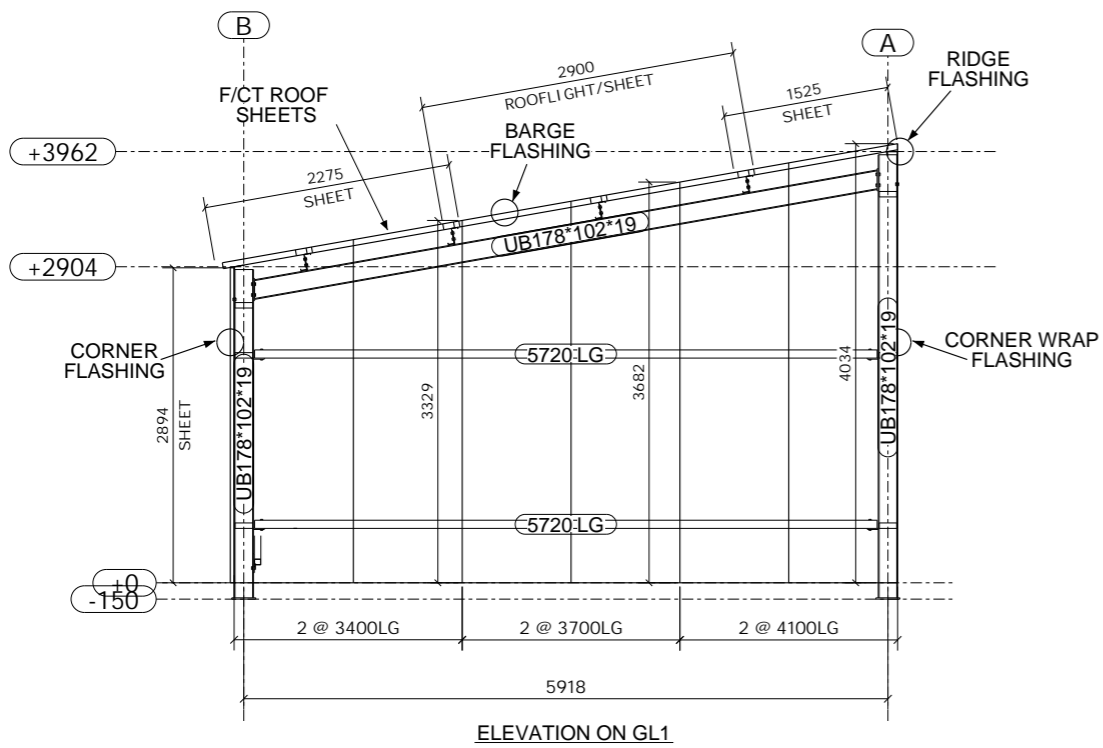 B
A
2900
ROOFLIGHT/SHEET
RIDGE
FLASHING
F/CT ROOF
SHEETS
1525
SHEET
BARGE
FLASHING
+3962
2275
SHEET
UB178*102*19
+2904
CORNER
FLASHING
5720 LG
CORNER WRAP
FLASHING
2894
SHEET
UB178*102*19
3329
3682
4034
UB178*102*19
5720 LG
±0
-150
2 @ 3400LG
2 @ 3700LG
2 @ 4100LG
5918
ELEVATION ON GL1